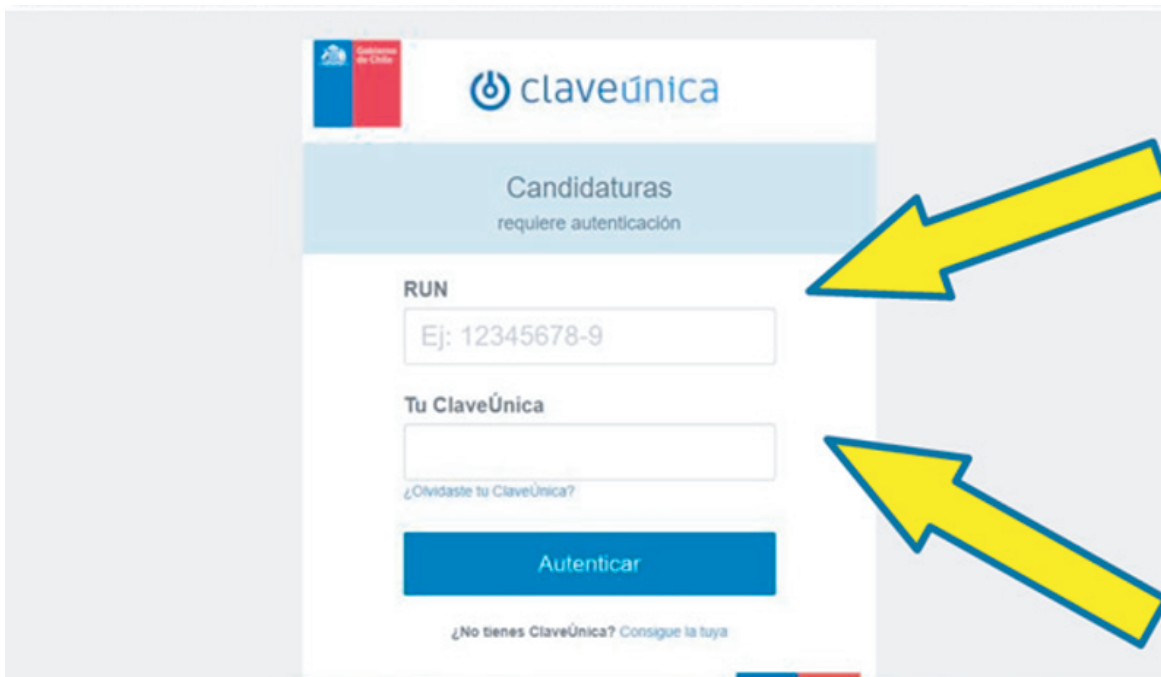 Gobierno
de Chile
claveúnica
Candidaturas
requiere autenticación
RUN
Ej: 12345678-9
Tu ClaveÚnica
¿Olvidaste tu ClaveÚnica?
Autenticar
¿No tienes ClaveÚnica? Consigue la tuya